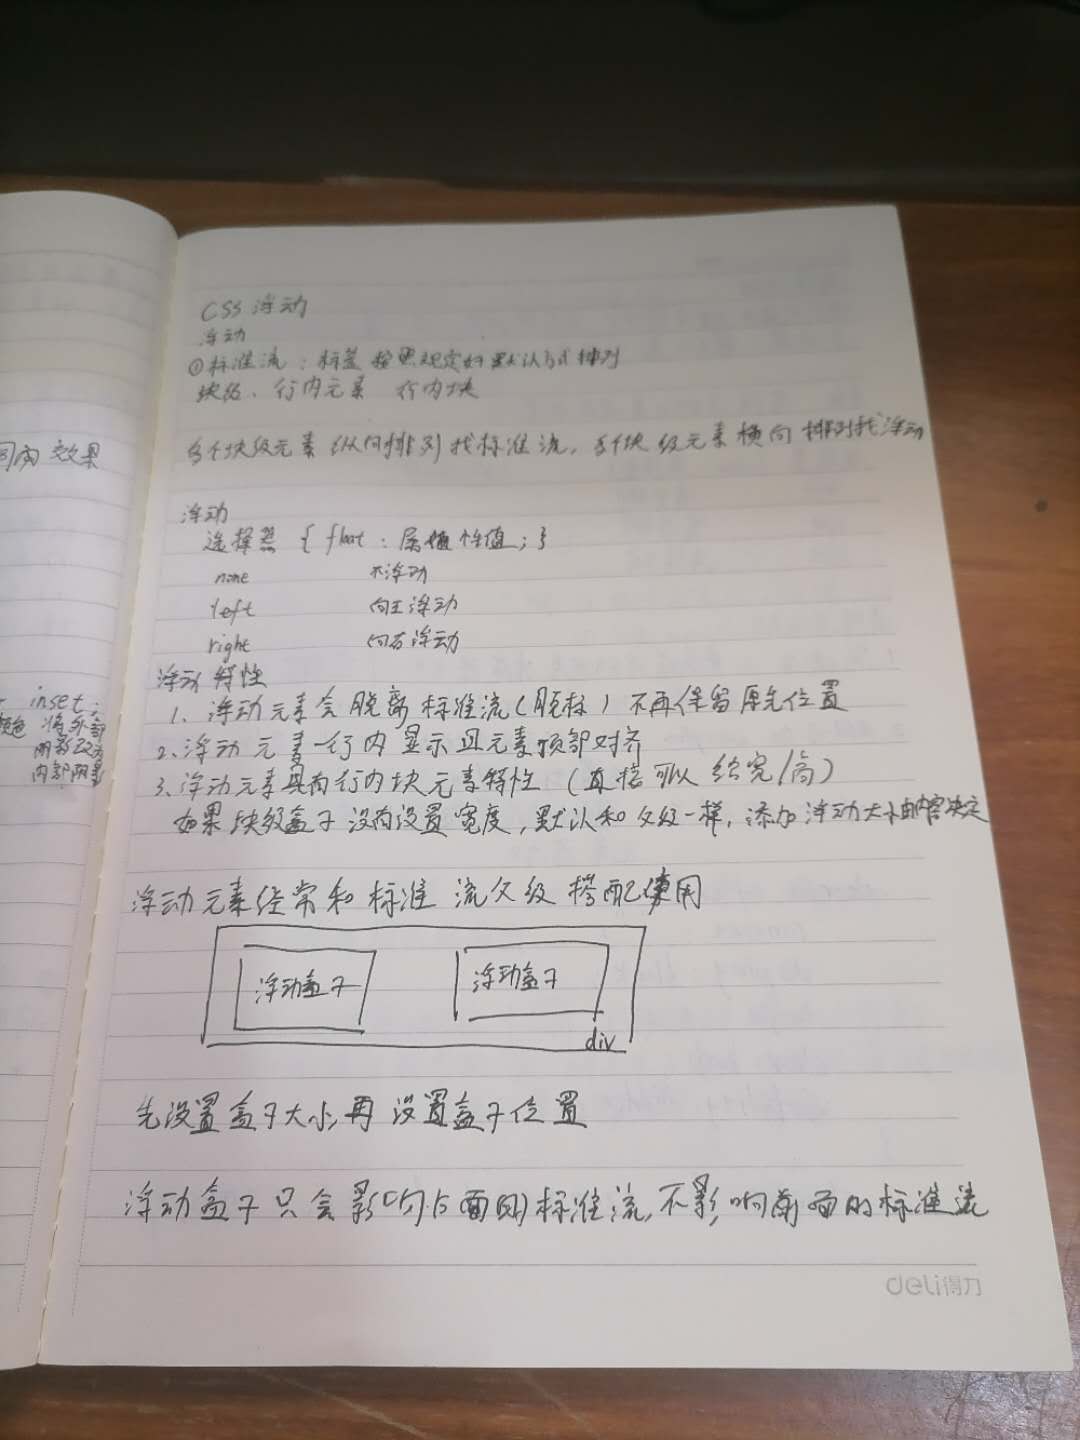 CSS 浮动
浮动
①标准流：标签 按照规定好默认方式排列
块级、行内元素 行内块
多个块级元素 纵向排列找标准流，多个块级元素横向排列找浮动
浮动
选择器 { float : 属性值; }
none 不浮动
left 向左浮动
right 向右浮动
浮动特性
1、浮动元素会脱离标准流(脱标)不再保留原先位置
2、浮动元素一行内显示且元素顶部对齐
3、浮动元素具有行内块元素特性 (直接可以给宽/高)
如果块级盒子没有设置宽度，默认和父级一样，添加浮动大小由内容决定
浮动元素经常和标准流父级搭配使用
浮动盒子 浮动盒子
div
先设置盒子大小,再设置盒子位置
浮动盒子只会影响后面的标准流,不影响前面的标准流
deli得力
效果
inset;
颜色 将外部
阴影改为
内部阴影